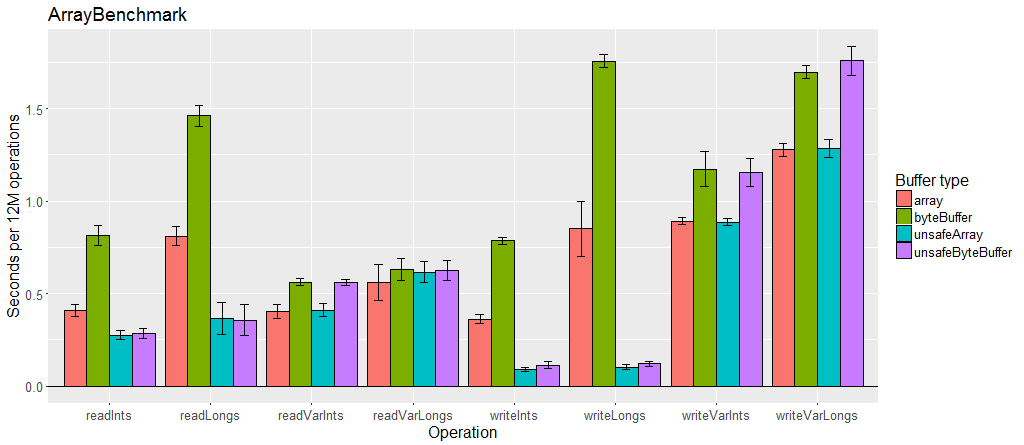 ArrayBenchmark
Seconds per 12M operations
1.5
1.0
0.5
0.0
readInts readLongs readVarInts readVarLongs writeInts writeLongs writeVarInts writeVarLongs
Operation
Buffer type
array
byteBuffer
unsafeArray
unsafeByteBuffer